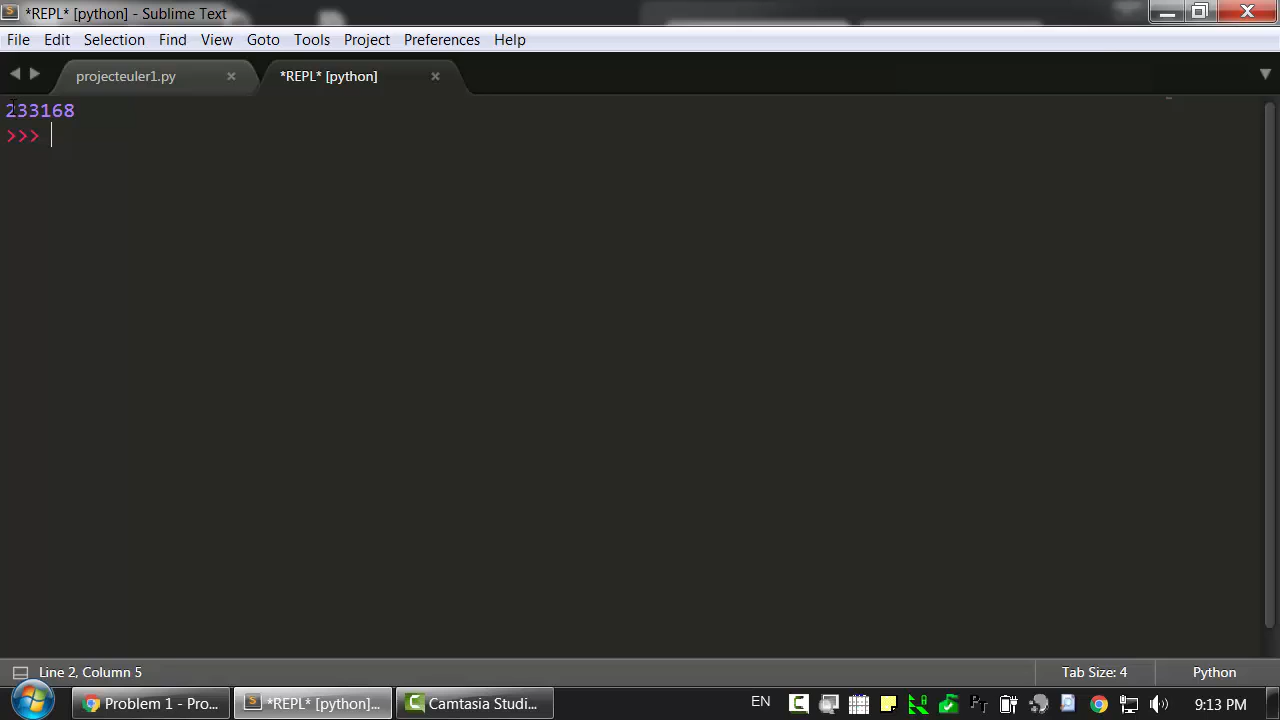 *REPL* [python] - Sublime Text
File Edit Selection Find View Goto Tools Project Preferences Help
projecteuler1.py × *REPL* [python] ×
233168
>>>
Line 2, Column 5 Tab Size: 4 Python
Problem 1 - Pro... *REPL* [python],... Camtasia Studi... EN 9:13 PM